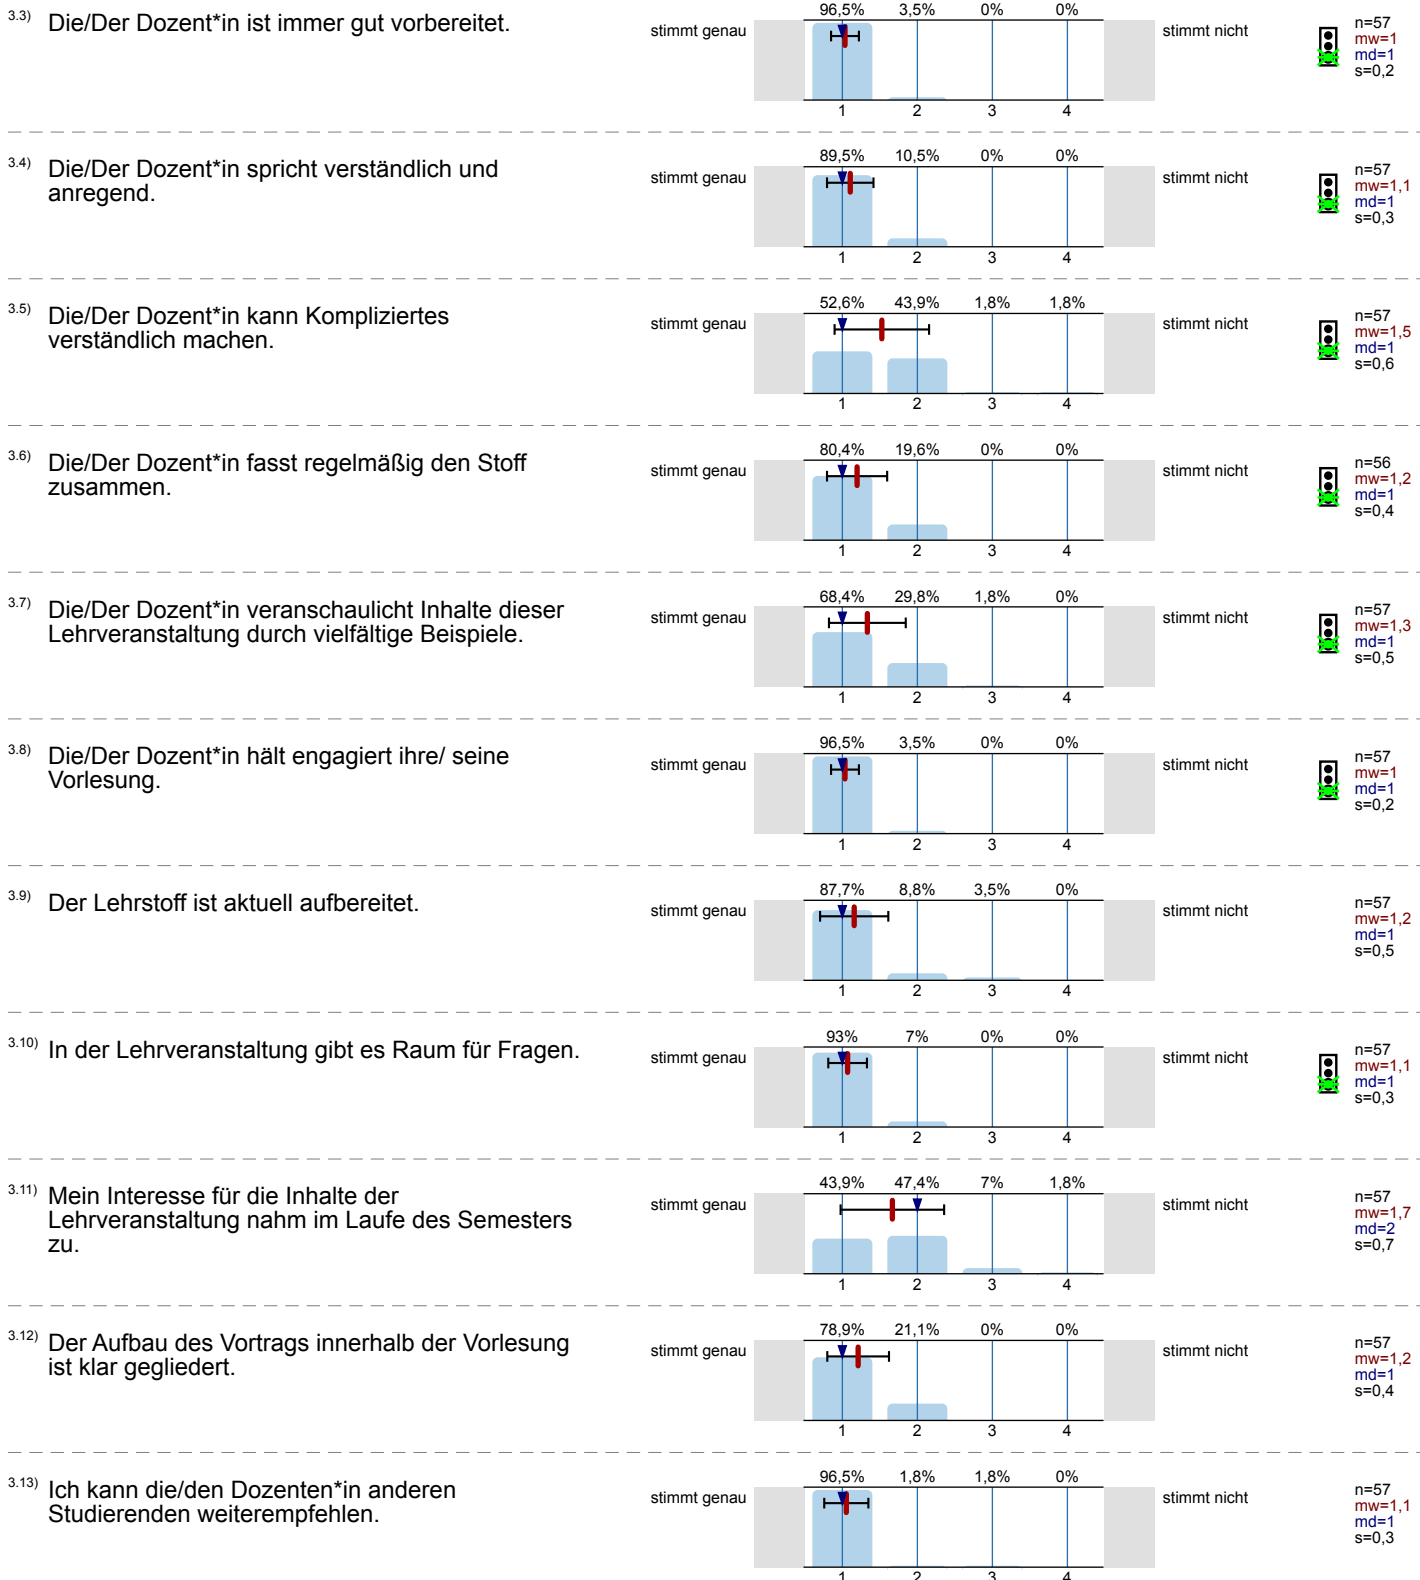 3.3) Die/Der Dozent*in ist immer gut vorbereitet.
stimmt genau
96,5% 3,5% 0% 0%
1 2 3 4
stimmt nicht
n=57
mw=1
md=1
s=0,2
3.4) Die/Der Dozent*in spricht verständlich und
anregend.
stimmt genau
89,5% 10,5% 0% 0%
1 2 3 4
stimmt nicht
n=57
mw=1,1
md=1
s=0,3
3.5) Die/Der Dozent*in kann Kompliziertes
verständlich machen.
stimmt genau
52,6% 43,9% 1,8% 1,8%
1 2 3 4
stimmt nicht
n=57
mw=1,5
md=1
s=0,6
3.6) Die/Der Dozent*in fasst regelmäßig den Stoff
zusammen.
stimmt genau
80,4% 19,6% 0% 0%
1 2 3 4
stimmt nicht
n=56
mw=1,2
md=1
s=0,4
3.7) Die/Der Dozent*in veranschaulicht Inhalte dieser
Lehrveranstaltung durch vielfältige Beispiele.
stimmt genau
68,4% 29,8% 1,8% 0%
1 2 3 4
stimmt nicht
n=57
mw=1,3
md=1
s=0,5
3.8) Die/Der Dozent*in hält engagiert ihre/ seine
Vorlesung.
stimmt genau
96,5% 3,5% 0% 0%
1 2 3 4
stimmt nicht
n=57
mw=1
md=1
s=0,2
3.9) Der Lehrstoff ist aktuell aufbereitet.
stimmt genau
87,7% 8,8% 3,5% 0%
1 2 3 4
stimmt nicht
n=57
mw=1,2
md=1
s=0,5
3.10) In der Lehrveranstaltung gibt es Raum für Fragen.
stimmt genau
93% 7% 0% 0%
1 2 3 4
stimmt nicht
n=57
mw=1,1
md=1
s=0,3
3.11) Mein Interesse für die Inhalte der
Lehrveranstaltung nahm im Laufe des Semesters
zu.
stimmt genau
43,9% 47,4% 7% 1,8%
1 2 3 4
stimmt nicht
n=57
mw=1,7
md=2
s=0,7
3.12) Der Aufbau des Vortrags innerhalb der Vorlesung
ist klar gegliedert.
stimmt genau
78,9% 21,1% 0% 0%
1 2 3 4
stimmt nicht
n=57
mw=1,2
md=1
s=0,4
3.13) Ich kann die/den Dozenten*in anderen
Studierenden weiterempfehlen.
stimmt genau
96,5% 1,8% 1,8% 0%
1 2 3 4
stimmt nicht
n=57
mw=1,1
md=1
s=0,3